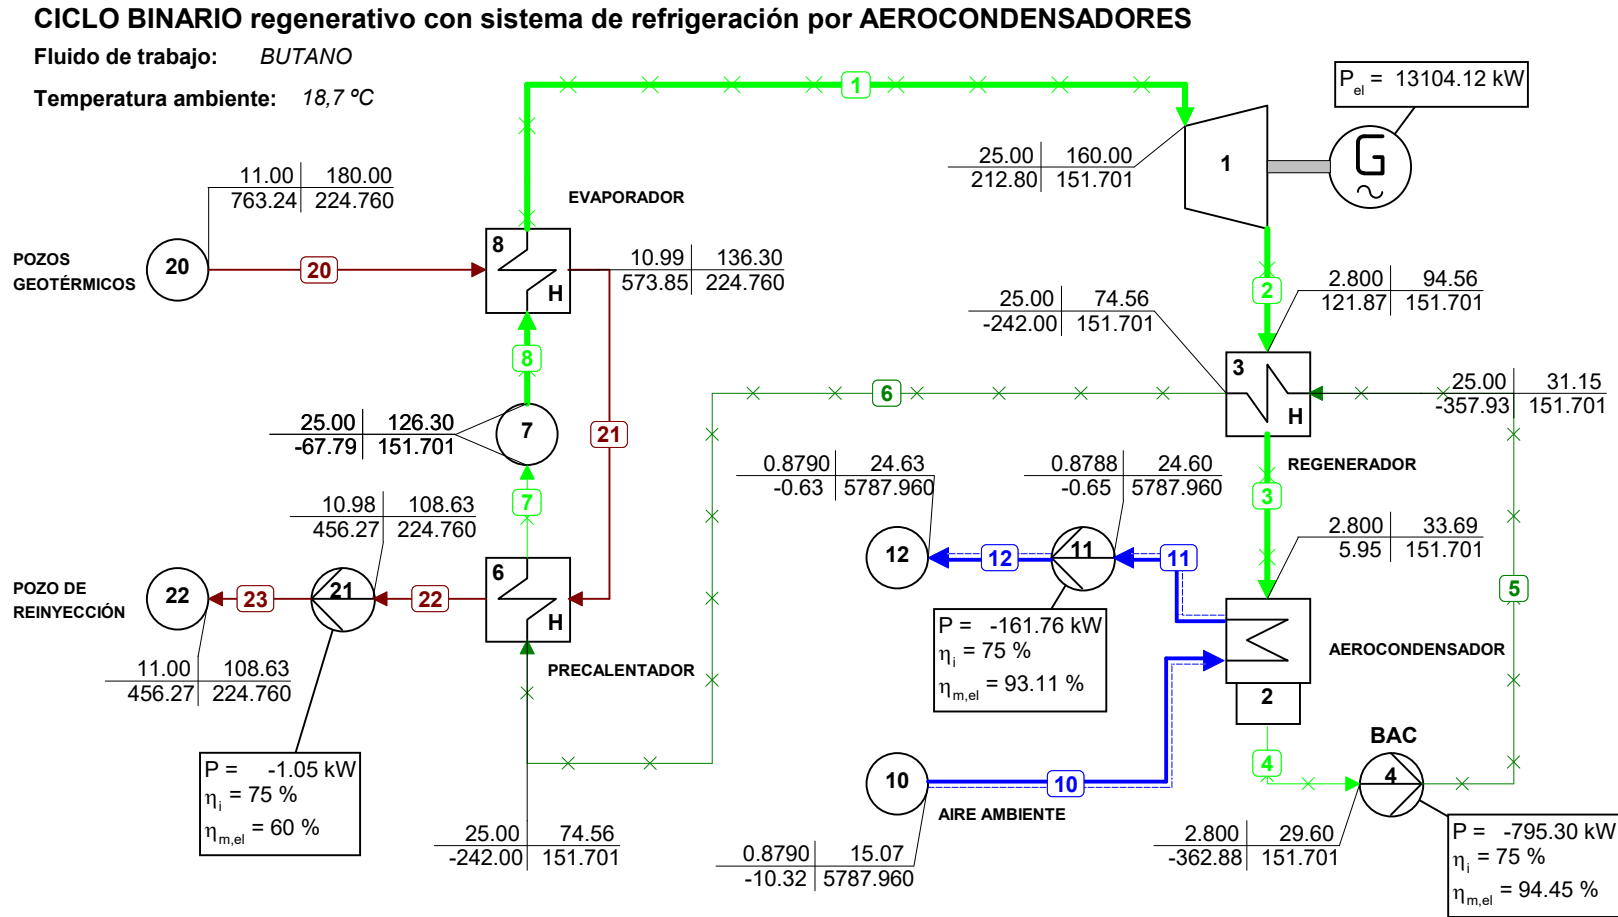 CICLO BINARIO regenerativo con sistema de refrigeración por AEROCONDENSADORES
Fluido de trabajo: BUTANO
Temperatura ambiente: 18,7 ºC
1
P el = 13104.12 kW
G
1
25.00 160.00
212.80 151.701
11.00 180.00
763.24 224.760
EVAPORADOR
POZOS
GEOTÉRMICOS
20
20
8
H
10.99 136.30
573.85 224.760
2
2.800 94.56
121.87 151.701
25.00 74.56
-242.00 151.701
8
3
H
6
25.00 31.15
-357.93 151.701
25.00 126.30
-67.79 151.701
7
21
REGENERADOR
0.8790 24.63
-0.63 5787.960
0.8788 24.60
-0.65 5787.960
7
3
10.98 108.63
456.27 224.760
2.800 33.69
5.95 151.701
12
12
11
11
POZO DE
REINYECCIÓN
22
23
21
22
6
H
5
P = -161.76 kW
ηi = 75 %
ηm,el = 93.11 %
AEROCONDENSADOR
PRECALENTADOR
11.00 108.63
456.27 224.760
2
BAC
P = -1.05 kW
ηi = 75 %
ηm,el = 60 %
10
10
4
4
AIRE AMBIENTE
25.00 74.56
-242.00 151.701
0.8790 15.07
-10.32 5787.960
2.800 29.60
-362.88 151.701
P = -795.30 kW
ηi = 75 %
ηm,el = 94.45 %